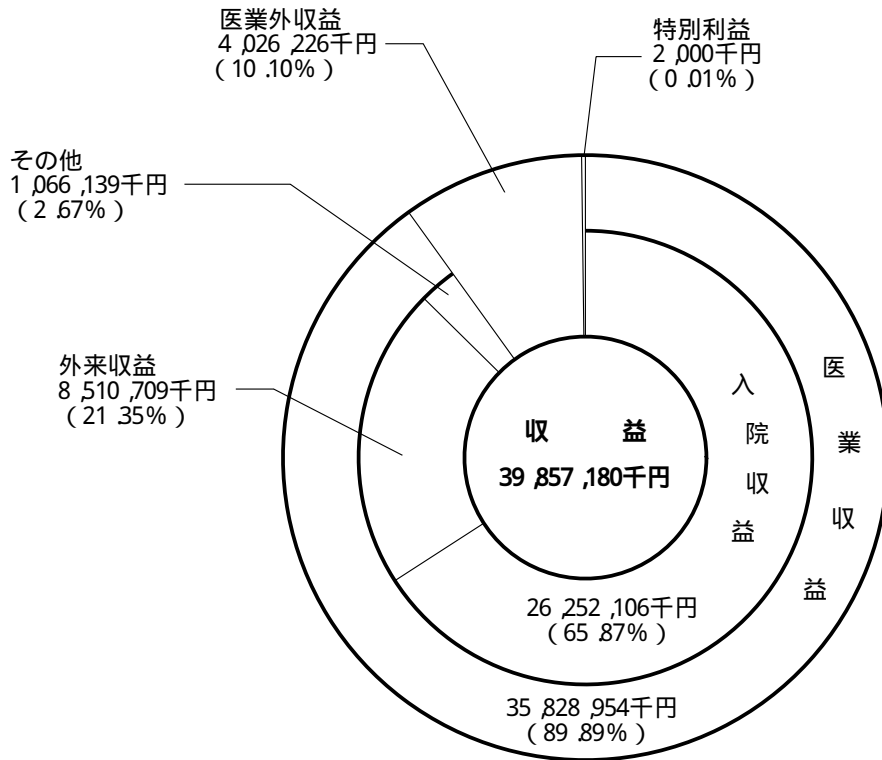 医業外収益
4,026,226千円
(10.10%)
特別利益
2,000千円
(0.01%)
その他
1,066,139千円
(2.67%)
外来収益
8,510,709千円
(21.35%)
収 益
39,857,180千円
入院収益
26,252,106千円
(65.87%)
医業収益
35,828,954千円
(89.89%)